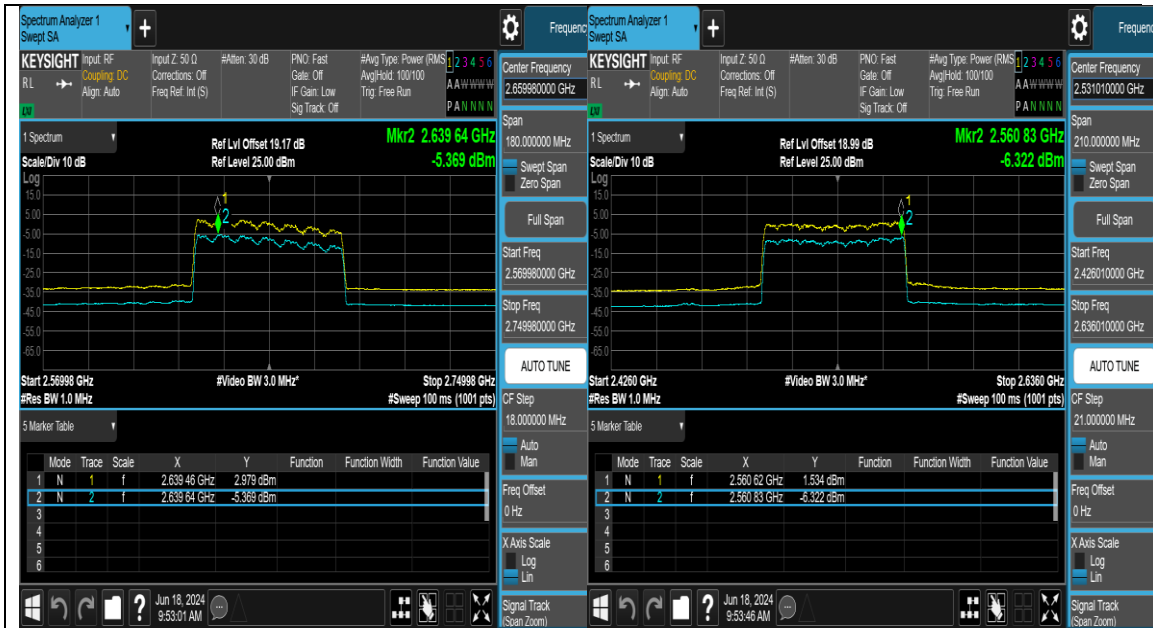 Spectrum Analyzer 1
Swept SA
+
Frequenc
KEYSIGHT
RL
LXI
Input: RF
Coupling: DC
Align: Auto
Input Z: 50 Ω
Corrections: Off
Freq Ref: Int (S)
#Atten: 30 dB
PNO: Fast
Gate: Off
IF Gain: Low
Sig Track: Off
#Avg Type: Power (RMS
Avg|Hold: 100/100
Trig: Free Run
1 2 3 4 5 6
A A W W W W
P A N N N N
Center Frequency
2.659980000 GHz
Span
180.000000 MHz
Swept Span
Zero Span
Full Span
Start Freq
2.569980000 GHz
Stop Freq
2.749980000 GHz
AUTO TUNE
CF Step
18.000000 MHz
Auto
Man
Freq Offset
0 Hz
X Axis Scale
Log
Lin
Signal Track
(Span Zoom)
1 Spectrum
Scale/Div 10 dB
Ref Lvl Offset 19.17 dB
Ref Level 25.00 dBm
Mkr2 2.639 64 GHz
-5.369 dBm
Log
15.0
5.00
-5.00
-15.0
-25.0
-35.0
-45.0
-55.0
-65.0
1
2
Start 2.56998 GHz
#Res BW 1.0 MHz
#Video BW 3.0 MHz*
Stop 2.74998 GHz
#Sweep 100 ms (1001 pts)
5 Marker Table
Mode Trace Scale X Y Function Function Width Function Value
1 N 1 f 2.639 46 GHz 2.979 dBm
2 N 2 f 2.639 64 GHz -5.369 dBm
3
4
5
6
?
Jun 18, 2024
9:53:01 AM
Spectrum Analyzer 1
Swept SA
+
Frequenc
KEYSIGHT
RL
LXI
Input: RF
Coupling: DC
Align: Auto
Input Z: 50 Ω
Corrections: Off
Freq Ref: Int (S)
#Atten: 30 dB
PNO: Fast
Gate: Off
IF Gain: Low
Sig Track: Off
#Avg Type: Power (RMS
Avg|Hold: 100/100
Trig: Free Run
1 2 3 4 5 6
A A W W W W
P A N N N N
Center Frequency
2.531010000 GHz
Span
210.000000 MHz
Swept Span
Zero Span
Full Span
Start Freq
2.426010000 GHz
Stop Freq
2.636010000 GHz
AUTO TUNE
CF Step
21.000000 MHz
Auto
Man
Freq Offset
0 Hz
X Axis Scale
Log
Lin
Signal Track
(Span Zoom)
1 Spectrum
Scale/Div 10 dB
Ref Lvl Offset 18.99 dB
Ref Level 25.00 dBm
Mkr2 2.560 83 GHz
-6.322 dBm
Log
15.0
5.00
-5.00
-15.0
-25.0
-35.0
-45.0
-55.0
-65.0
1
2
Start 2.4260 GHz
#Res BW 1.0 MHz
#Video BW 3.0 MHz*
Stop 2.6360 GHz
#Sweep 100 ms (1001 pts)
5 Marker Table
Mode Trace Scale X Y Function Function Width Function Value
1 N 1 f 2.560 62 GHz 1.534 dBm
2 N 2 f 2.560 83 GHz -6.322 dBm
3
4
5
6
?
Jun 18, 2024
9:53:46 AM